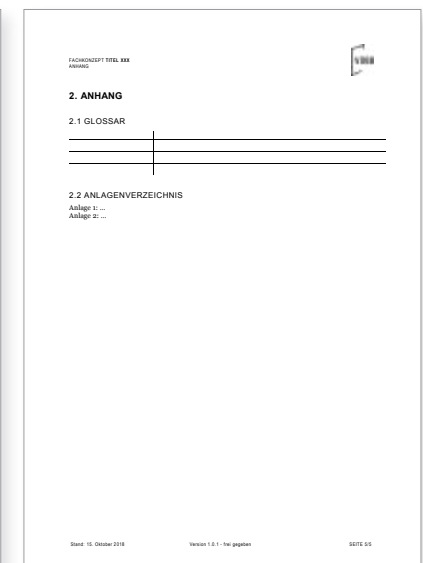 FACHKONZEPT TITEL XXX
ANHANG
2. ANHANG
2.1 GLOSSAR
2.2 ANLAGENVERZEICHNIS
Anlage 1: ...
Anlage 2: ...
Stand: 15. Oktober 2018 Version 1.0.1 - frei gegeben SEITE 5/5